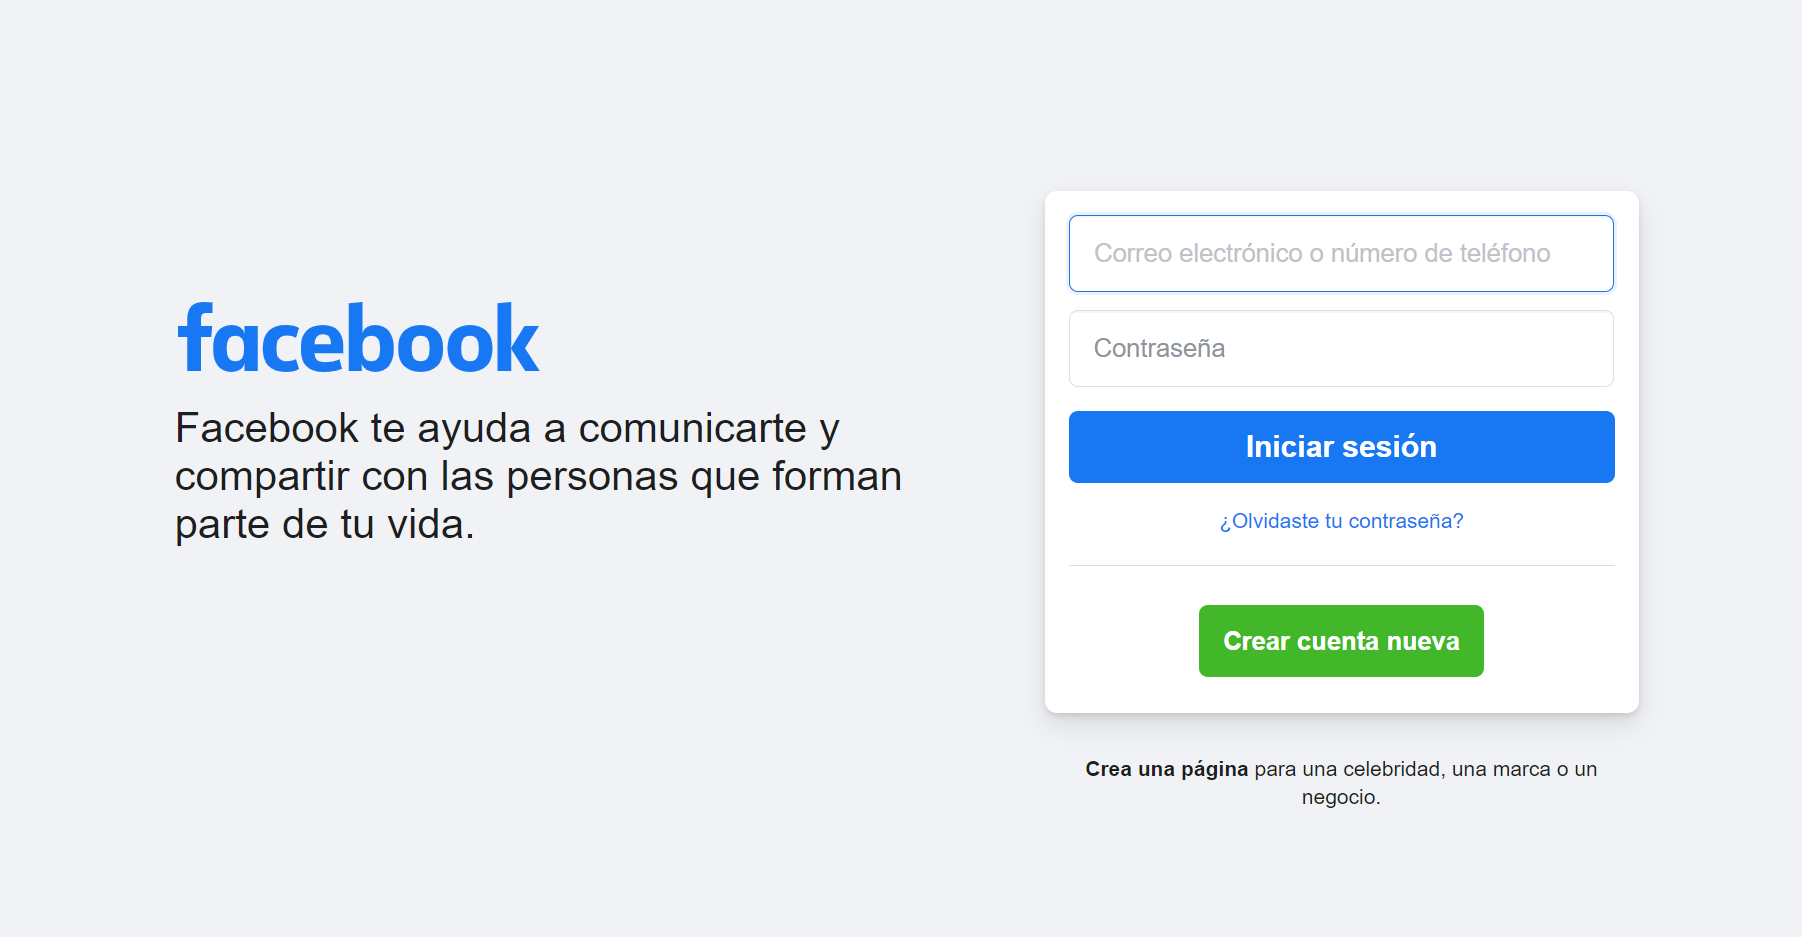 facebook
Facebook te ayuda a comunicarte y
compartir con las personas que forman
parte de tu vida.
Correo electrónico o número de teléfono
Contraseña
Iniciar sesión
¿Olvidaste tu contraseña?
Crear cuenta nueva
Crea una página para una celebridad, una marca o un
negocio.